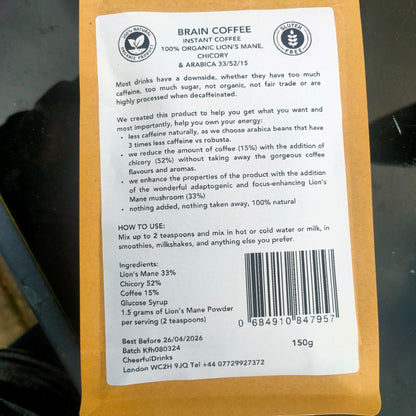 100% NATURAL
ORGANIC PRODUCT
GLUTEN
FREE
BRAIN COFFEE
INSTANT COFFEE
100% ORGANIC LION'S MANE,
CHICORY
& ARABICA 33/52/15
Most drinks have a downside, whether they have too much
caffeine, too much sugar, not organic, not fair trade or are
highly processed when decaffeinated.
We created this product to help you get what you want and
most importantly, help you own your energy:
• less caffeine naturally, as we choose arabica beans that have
3 times less caffeine vs robusta.
• we reduce the amount of coffee (15%) with the addition of
chicory (52%) without taking away the gorgeous coffee
flavours and aromas.
• we enhance the properties of the product with the addition
of the wonderful adaptogenic and focus-enhancing Lion's
Mane mushroom (33%)
• nothing added, nothing taken away, 100% natural
HOW TO USE:
Mix up to 2 teaspoons and mix in hot or cold water or milk, in
smoothies, milkshakes, and anything else you prefer.
Ingredients:
Lion's Mane 33%
Chicory 52%
Coffee 15%
Glucose Syrup
1.5 grams of Lion's Mane Powder
per serving (2 teaspoons)
0 684910 847957
Best Before 26/04/2026
150g
Batch Kfh080324
CheerfulDrinks
London WC2H 9JQ Tel +44 07729927372